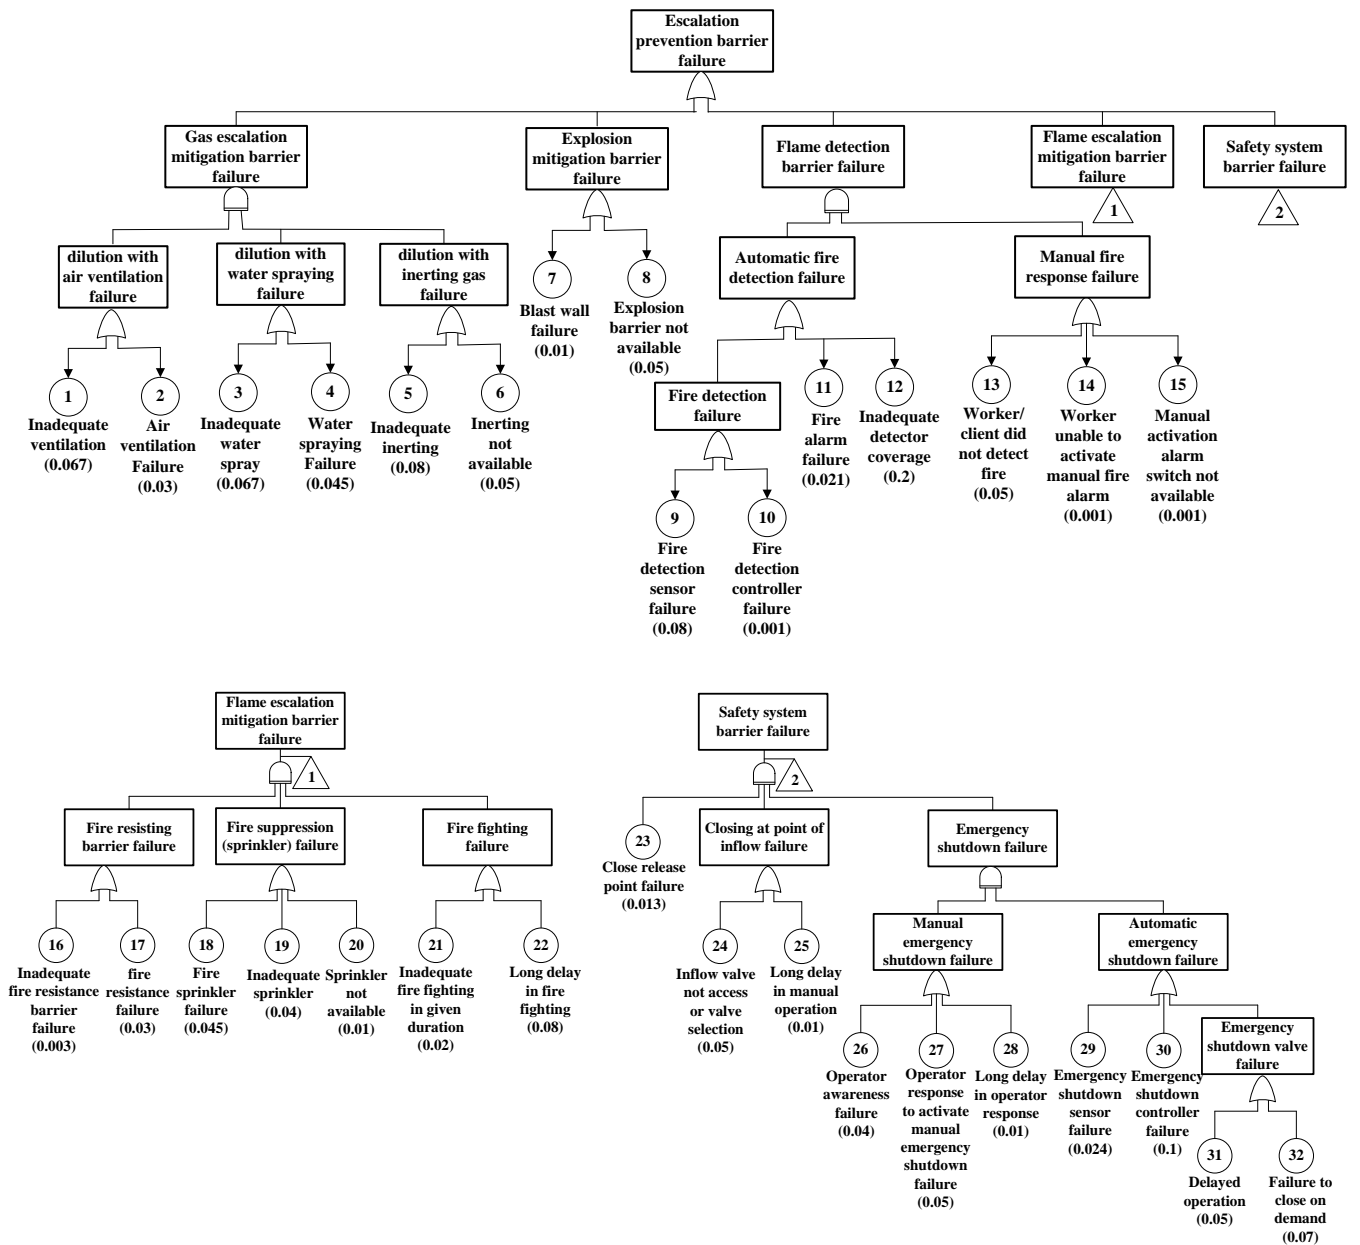 Escalation
prevention barrier
failure
Gas escalation
mitigation barrier
failure
Explosion
mitigation barrier
failure
Flame detection
barrier failure
Flame escalation
mitigation barrier
failure
Safety system
barrier failure
1
2
dilution with
air ventilation
failure
dilution with
water spraying
failure
dilution with
inerting gas
failure
7
Blast wall
failure
(0.01)
8
Explosion
barrier not
available
(0.05)
Automatic fire
detection failure
Manual fire
response failure
1
Inadequate
ventilation
(0.067)
2
Air
ventilation
Failure
(0.03)
3
Inadequate
water
spray
(0.067)
4
Water
spraying
Failure
(0.045)
5
Inadequate
inerting
(0.08)
6
Inerting
not
available
(0.05)
Fire detection
failure
11
Fire
alarm
failure
(0.021)
12
Inadequate
detector
coverage
(0.2)
13
Worker/
client did
not detect
fire
(0.05)
14
Worker
unable to
activate
manual fire
alarm
(0.001)
15
Manual
activation
alarm
switch not
available
(0.001)
9
Fire
detection
sensor
failure
(0.08)
10
Fire
detection
controller
failure
(0.001)
Flame escalation
mitigation barrier
failure
1
Fire resisting
barrier failure
Fire suppression
(sprinkler) failure
Fire fighting
failure
16
Inadequate
fire resistance
barrier
failure
(0.003)
17
fire
resistance
failure
(0.03)
18
Fire
sprinkler
failure
(0.045)
19
Inadequate
sprinkler
(0.04)
20
Sprinkler
not
available
(0.01)
21
Inadequate
fire fighting
in given
duration
(0.02)
22
Long delay
in fire
fighting
(0.08)
Safety system
barrier failure
2
23
Close release
point failure
(0.013)
Closing at point of
inflow failure
Emergency
shutdown failure
24
Inflow valve
not access
or valve
selection
(0.05)
25
Long delay
in manual
operation
(0.01)
Manual
emergency
shutdown failure
Automatic
emergency
shutdown failure
26
Operator
awareness
failure
(0.04)
27
Operator
response
to activate
manual
emergency
shutdown
failure
(0.05)
28
Long delay
in operator
response
(0.01)
29
Emergency
shutdown
sensor
failure
(0.024)
30
Emergency
shutdown
controller
failure
(0.1)
Emergency
shutdown valve
failure
31
Delayed
operation
(0.05)
32
Failure to
close on
demand
(0.07)